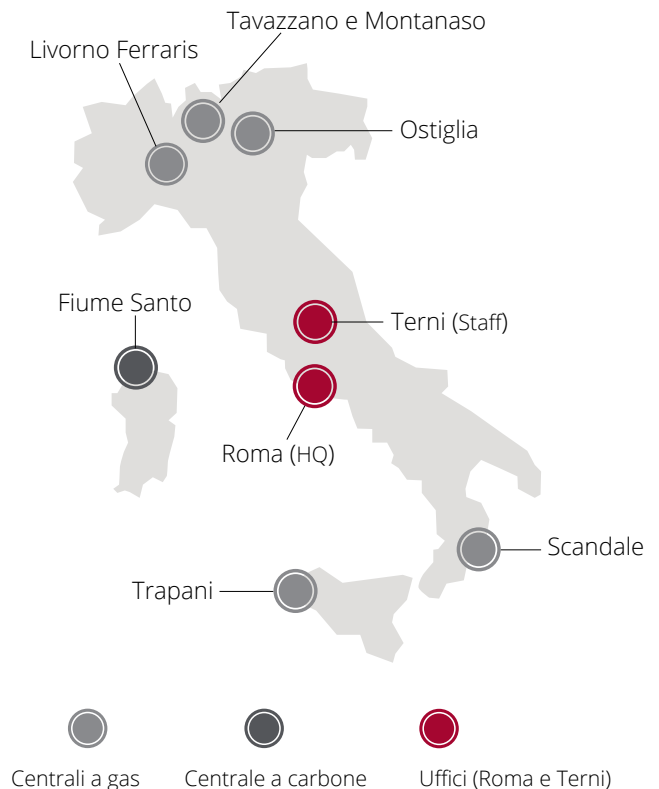 Tavazzano e Montanaso
Livorno Ferraris
Ostiglia
Fiume Santo
Terni (Staff)
Roma (HQ)
Scandale
Trapani
Centrali a gas
Centrale a carbone
Uffici (Roma e Terni)